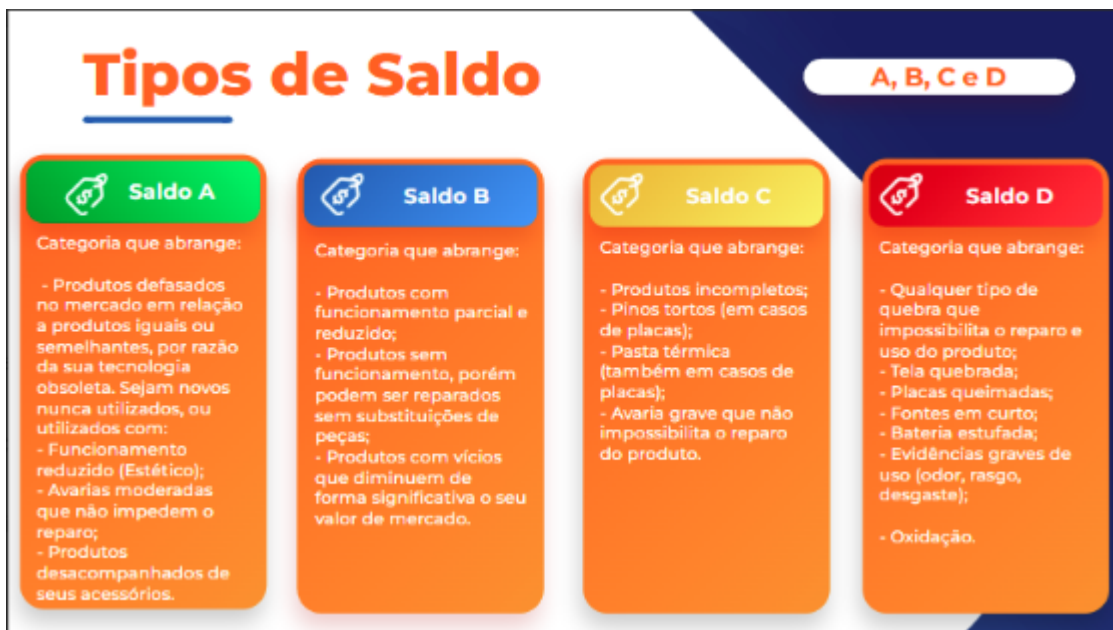 Tipos de Saldo
A, B, C e D
Saldo A
Categoria que abrange:
- Produtos defasados
no mercado em relação
a produtos iguais ou
semelhantes, por razão
da sua tecnologia
obsoleta. Sejam novos
nunca utilizados, ou
utilizados com:
- Funcionamento
reduzido (Estético);
- Avarias moderadas
que não impedem o
reparo;
- Produtos
desacompanhados de
seus acessórios.
Saldo B
Categoria que abrange:
- Produtos com
funcionamento parcial e
reduzido;
- Produtos sem
funcionamento, porém
podem ser reparados
sem substituições de
peças;
- Produtos com vícios
que diminuem de
forma significativa o seu
valor de mercado.
Saldo C
Categoria que abrange:
- Produtos incompletos;
- Pinos tortos (em casos
de placas);
- Pasta térmica
(também em casos de
placas);
- Avaria grave que não
impossibilita o reparo
do produto.
Saldo D
Categoria que abrange:
- Qualquer tipo de
quebra que
impossibilita o reparo e
uso do produto;
- Tela quebrada;
- Placas queimadas;
- Fontes em curto;
- Bateria estufada;
- Evidências graves de
uso (odor, rasgo,
desgaste);
- Oxidação.